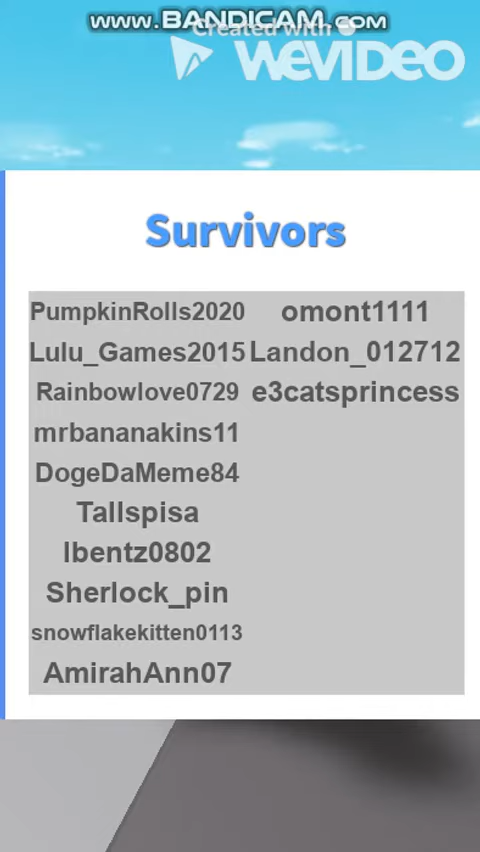 www.BANDICAM.com
Created with
WEVIDEO
Survivors
PumpkinRolls2020
omont1111
Lulu_Games2015
Landon_012712
Rainbowlove0729
e3catsprincess
mrbananakins11
DogeDaMeme84
Tallspisa
lbentz0802
Sherlock_pin
snowflakekitten0113
AmirahAnn07